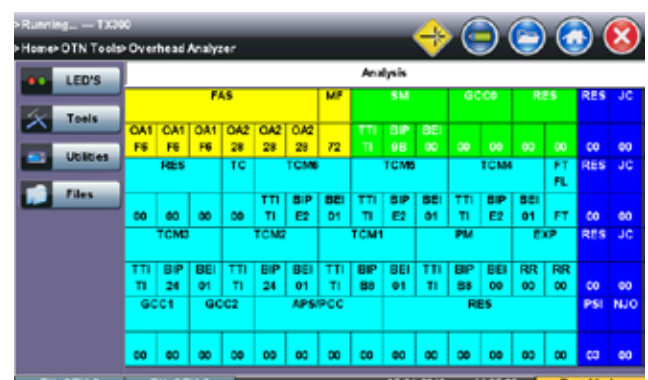 >Running... — TX300
>Home>OTN Tools>Overhead Analyzer
LED'S
Tools
Utilities
Files
Analysis
FAS MF SM GCC0 RES RES JC
OA1 OA1 OA1 OA2 OA2 OA2 TTI BIP BEI
F6 F6 F6 28 28 28 72 TI 9B 00 00 00 00 00 00 00
RES TC TCM6 TCM5 TCM4 FT RES JC
FL
TTI BIP BEI TTI BIP BEI TTI BIP BEI
00 00 00 00 TI E2 01 TI E2 01 TI E2 01 FT 00 00
TCM3 TCM2 TCM1 PM EXP RES JC
TTI BIP BEI TTI BIP BEI TTI BIP BEI TTI BIP BEI RR RR
TI 24 01 TI 24 01 TI B8 01 TI B8 00 00 00 00 00
GCC1 GCC2 APS/PCC RES PSI NJO
00 00 00 00 00 00 00 00 00 00 00 00 00 00 03 00